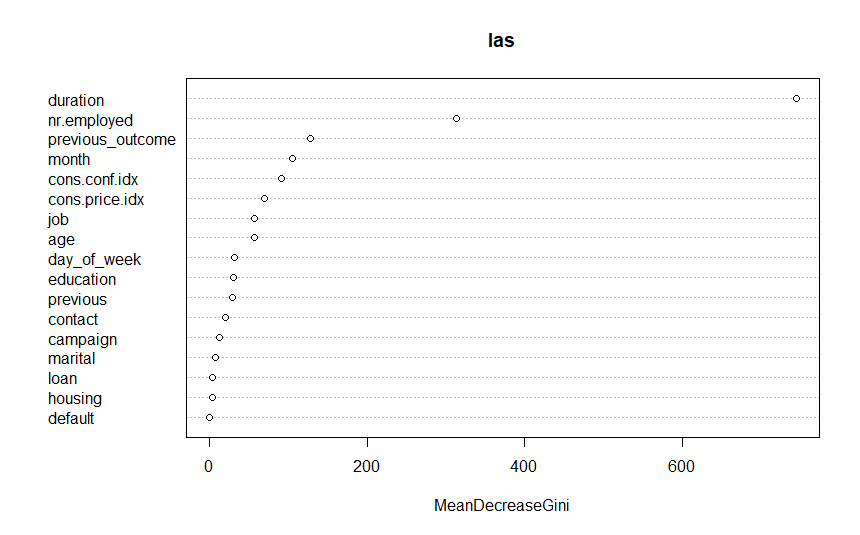 las
duration
nr.employed
previous_outcome
month
cons.conf.idx
cons.price.idx
job
age
day_of_week
education
previous
contact
campaign
marital
loan
housing
default
0 200 400 600
MeanDecreaseGini